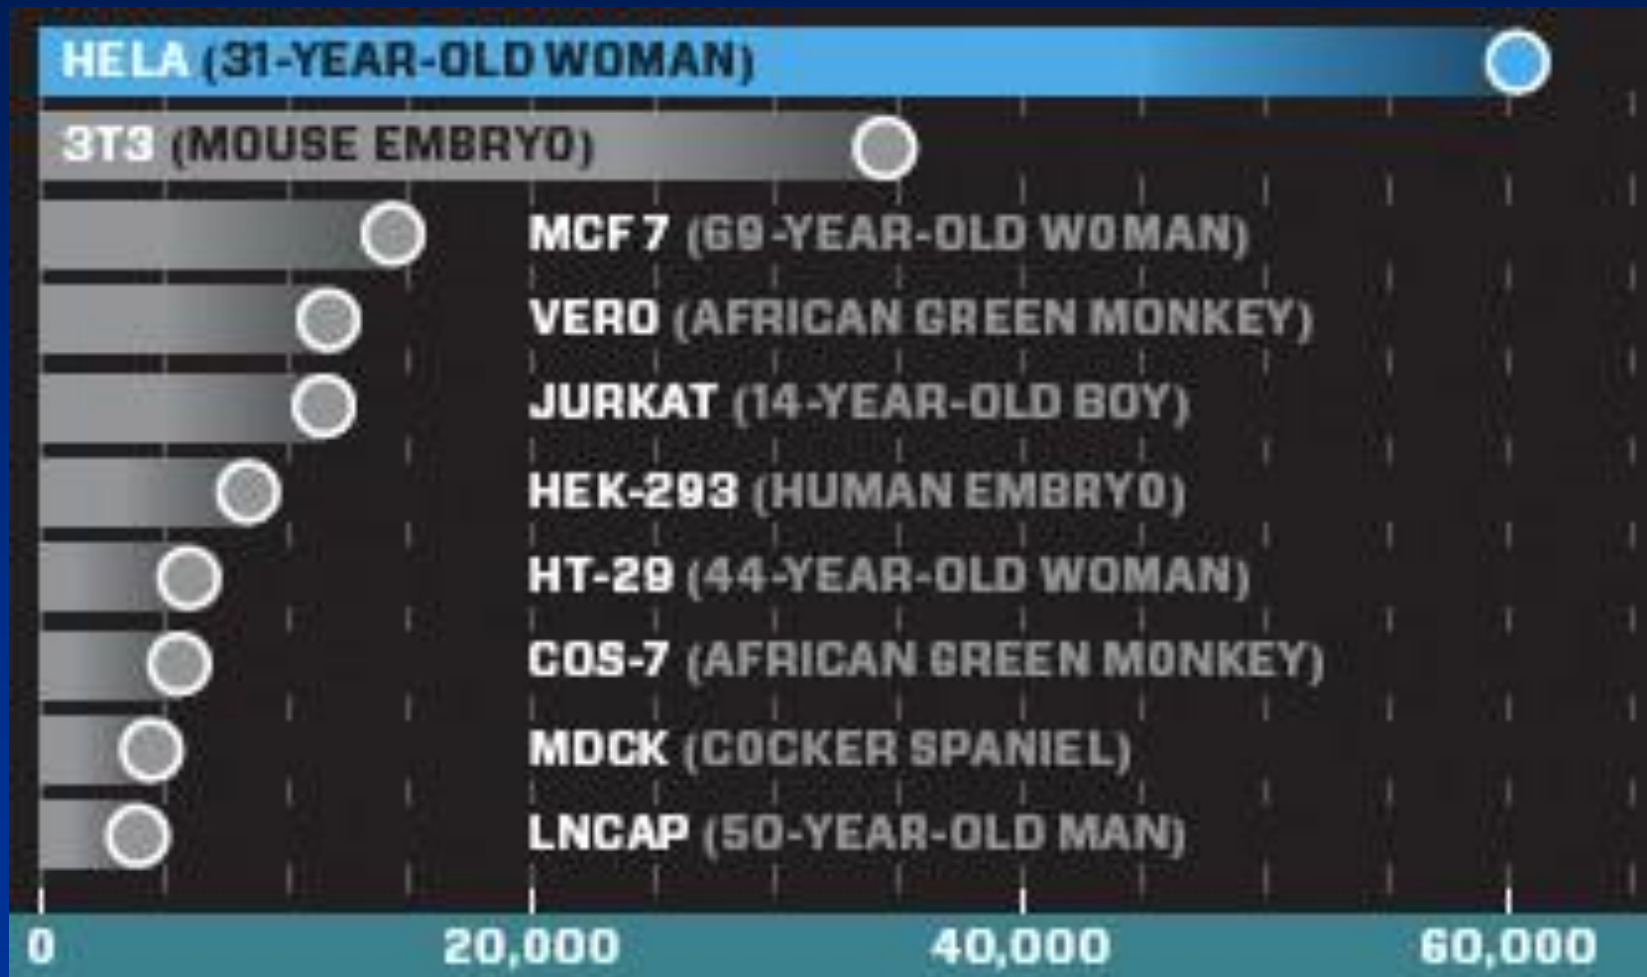 HELA (31-YEAR-OLD WOMAN)
3T3 (MOUSE EMBRYO)
MCF 7 (69-YEAR-OLD WOMAN)
VERO (AFRICAN GREEN MONKEY)
JURKAT (14-YEAR-OLD BOY)
HEK-293 (HUMAN EMBRYO)
HT-29 (44-YEAR-OLD WOMAN)
COS-7 (AFRICAN GREEN MONKEY)
MDCK (COCKER SPANIEL)
LNCAP (50-YEAR-OLD MAN)
0 20,000 40,000 60,000